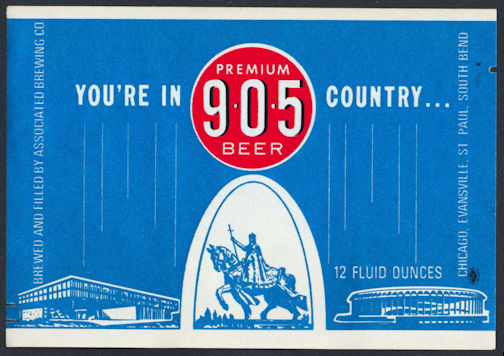 BREWED AND FILLED BY ASSOCIATED BREWING CO
YOU'RE IN
PREMIUM
9·0·5
BEER
COUNTRY...
12 FLUID OUNCES
CHICAGO, EVANSVILLE, ST PAUL, SOUTH BEND